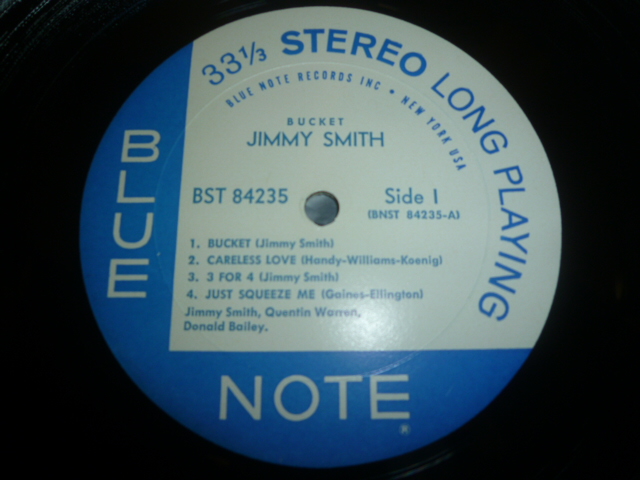 33⅓ STEREO LONG PLAYING
BLUE NOTE RECORDS INC • NEW YORK USA
BUCKET
JIMMY SMITH
BST 84235
Side 1
(BNST 84235-A)
1. BUCKET (Jimmy Smith)
2. CARELESS LOVE (Handy-Williams-Koenig)
3. 3 FOR 4 (Jimmy Smith)
4. JUST SQUEEZE ME (Gaines-Ellington)
Jimmy Smith, Quentin Warren,
Donald Bailey.
BLUE
NOTE
®